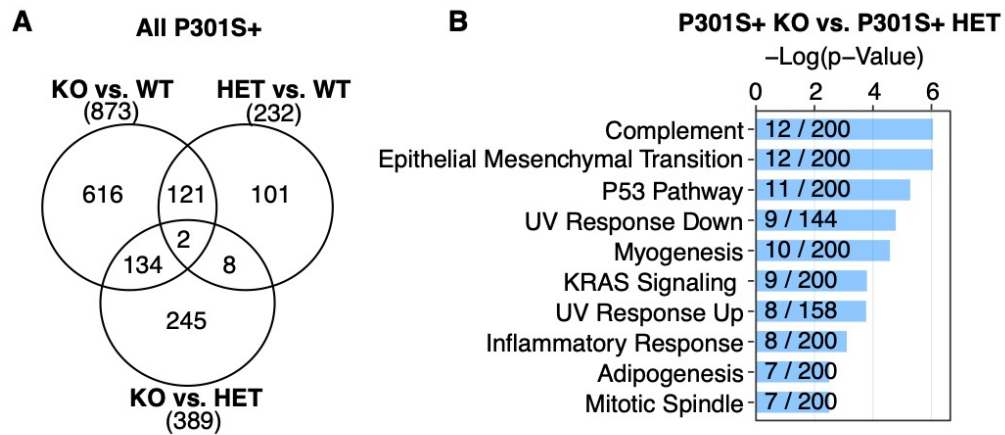 A
All P301S+
KO vs. WT
(873)
HET vs. WT
(232)
616
121
101
2
134
8
245
KO vs. HET
(389)
B
P301S+ KO vs. P301S+ HET
−Log(p−Value)
0 2 4 6
Complement 12 / 200
Epithelial Mesenchymal Transition 12 / 200
P53 Pathway 11 / 200
UV Response Down 9 / 144
Myogenesis 10 / 200
KRAS Signaling 9 / 200
UV Response Up 8 / 158
Inflammatory Response 8 / 200
Adipogenesis 7 / 200
Mitotic Spindle 7 / 200